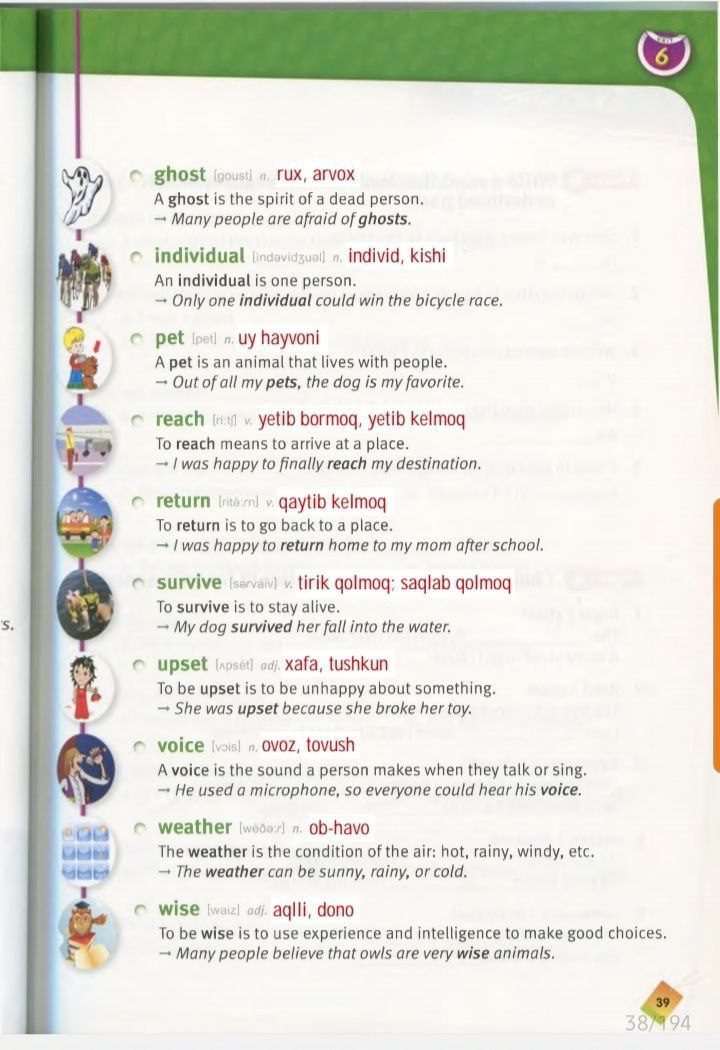 UNIT
6
ghost [goust] n. rux, arvox
A ghost is the spirit of a dead person.
→ Many people are afraid of ghosts.
individual [indəvidʒuəl] n. individ, kishi
An individual is one person.
→ Only one individual could win the bicycle race.
pet [pet] n. uy hayvoni
A pet is an animal that lives with people.
→ Out of all my pets, the dog is my favorite.
reach [ri:tʃ] v. yetib bormoq, yetib kelmoq
To reach means to arrive at a place.
→ I was happy to finally reach my destination.
return [ritə́:rn] v. qaytib kelmoq
To return is to go back to a place.
→ I was happy to return home to my mom after school.
survive [sərvaiv] v. tirik qolmoq; saqlab qolmoq
To survive is to stay alive.
→ My dog survived her fall into the water.
s.
upset [ʌpsét] adj. xafa, tushkun
To be upset is to be unhappy about something.
→ She was upset because she broke her toy.
voice [vɔis] n. ovoz, tovush
A voice is the sound a person makes when they talk or sing.
→ He used a microphone, so everyone could hear his voice.
weather [wéðə:r] n. ob-havo
The weather is the condition of the air: hot, rainy, windy, etc.
→ The weather can be sunny, rainy, or cold.
wise [waiz] adj. aqlli, dono
To be wise is to use experience and intelligence to make good choices.
→ Many people believe that owls are very wise animals.
39
38/194